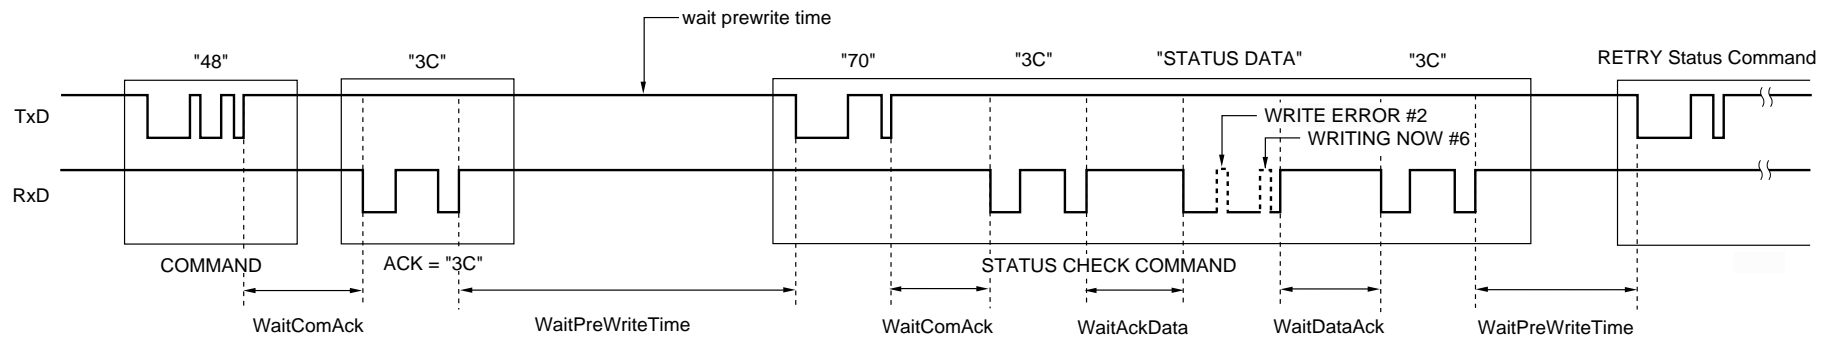 wait prewrite time
"48"
"3C"
"70"
"3C"
"STATUS DATA"
"3C"
RETRY Status Command
TxD
WRITE ERROR #2
WRITING NOW #6
RxD
COMMAND
ACK = "3C"
STATUS CHECK COMMAND
WaitComAck
WaitPreWriteTime
WaitComAck
WaitAckData
WaitDataAck
WaitPreWriteTime